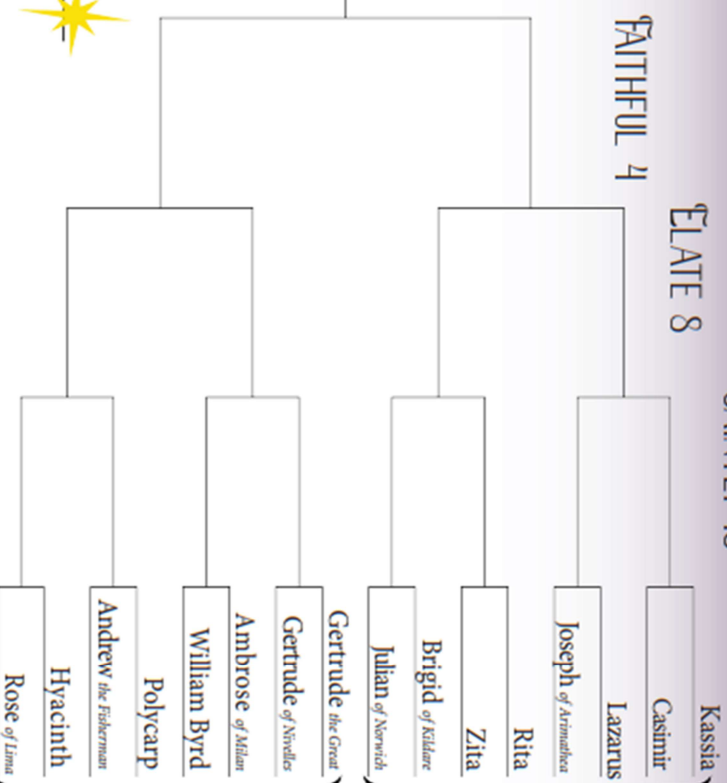 FAITHFUL 4
ELATE 8
Kassia
Casimir
Lazarus
Joseph of Arimathea
Rita
Zita
Brigid of Kildare
Julian of Norwich
Gertrude the Great
Gertrude of Nivelles
Ambrose of Milan
William Byrd
Polycarp
Andrew the Fisherman
Hyacinth
Rose of Lima